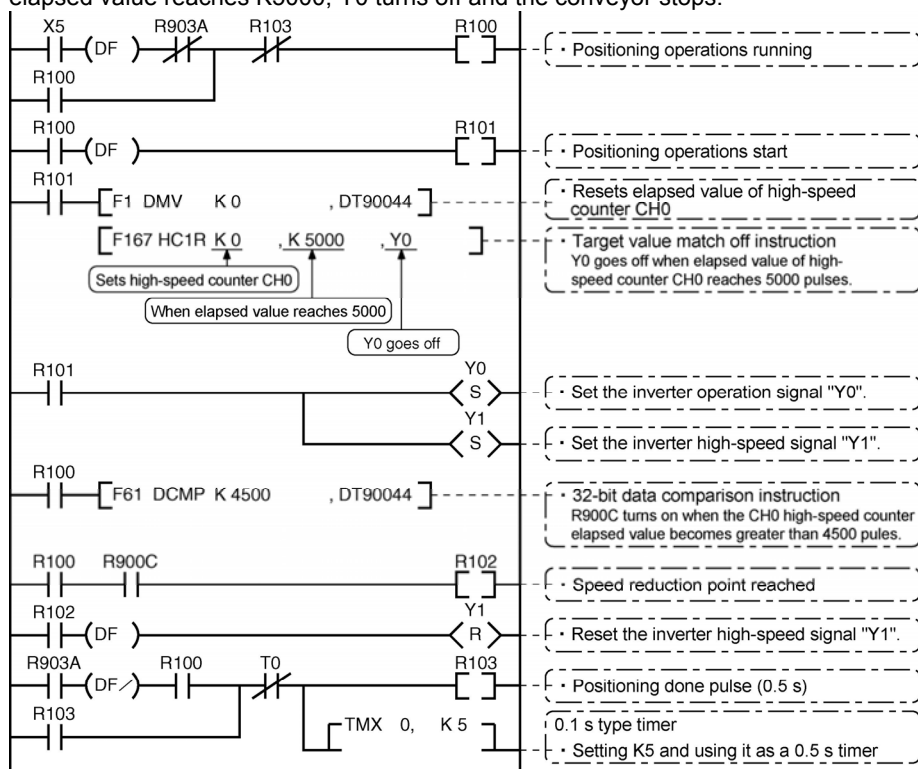 elapsed value reaches K5000, Y0 turns off and the conveyor stops.
X5 R903A R103 R100
(DF) · Positioning operations running
R100
R100 R101
(DF) · Positioning operations start
R101
F1 DMV K 0 , DT90044
· Resets elapsed value of high-speed
counter CH0
F167 HC1R K 0 , K 5000 , Y0
· Target value match off instruction
Y0 goes off when elapsed value of high-
speed counter CH0 reaches 5000 pulses.
Sets high-speed counter CH0
When elapsed value reaches 5000
Y0 goes off
R101 Y0
S · Set the inverter operation signal "Y0".
Y1
S · Set the inverter high-speed signal "Y1".
R100
F61 DCMP K 4500 , DT90044
· 32-bit data comparison instruction
R900C turns on when the CH0 high-speed counter
elapsed value becomes greater than 4500 pules.
R100 R900C R102
· Speed reduction point reached
R102 Y1
(DF) R · Reset the inverter high-speed signal "Y1".
R903A R100 T0 R103
(DF/) · Positioning done pulse (0.5 s)
R103
TMX 0, K 5
0.1 s type timer
· Setting K5 and using it as a 0.5 s timer